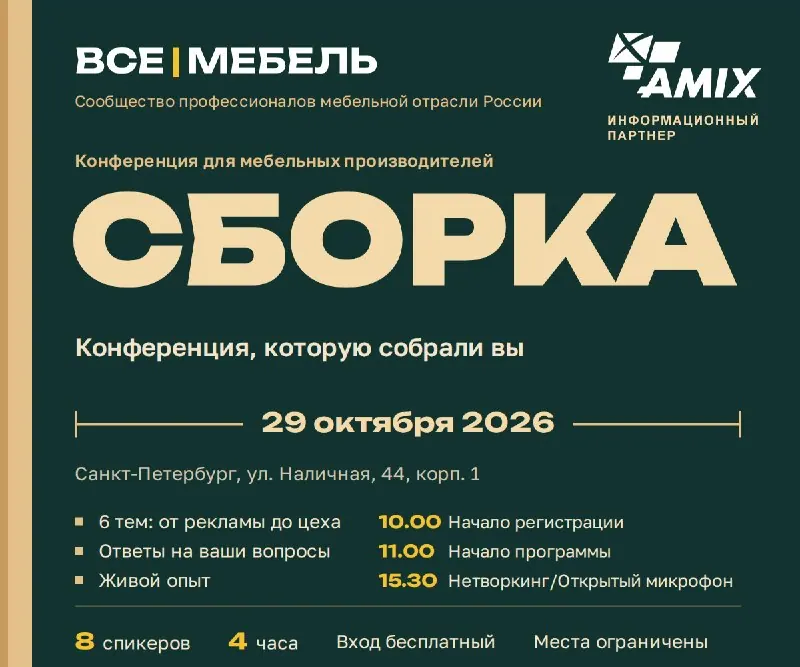 ВСЕ|МЕБЕЛЬ
Сообщество профессионалов мебельной отрасли России
AMIX
ИНФОРМАЦИОННЫЙ
ПАРТНЕР
Конференция для мебельных производителей
СБОРКА
Конференция, которую собрали вы
29 октября 2026
Санкт-Петербург, ул. Наличная, 44, корп. 1
6 тем: от рекламы до цеха
Ответы на ваши вопросы
Живой опыт
10.00 Начало регистрации
11.00 Начало программы
15.30 Нетворкинг/Открытый микрофон
8 спикеров 4 часа Вход бесплатный Места ограничены